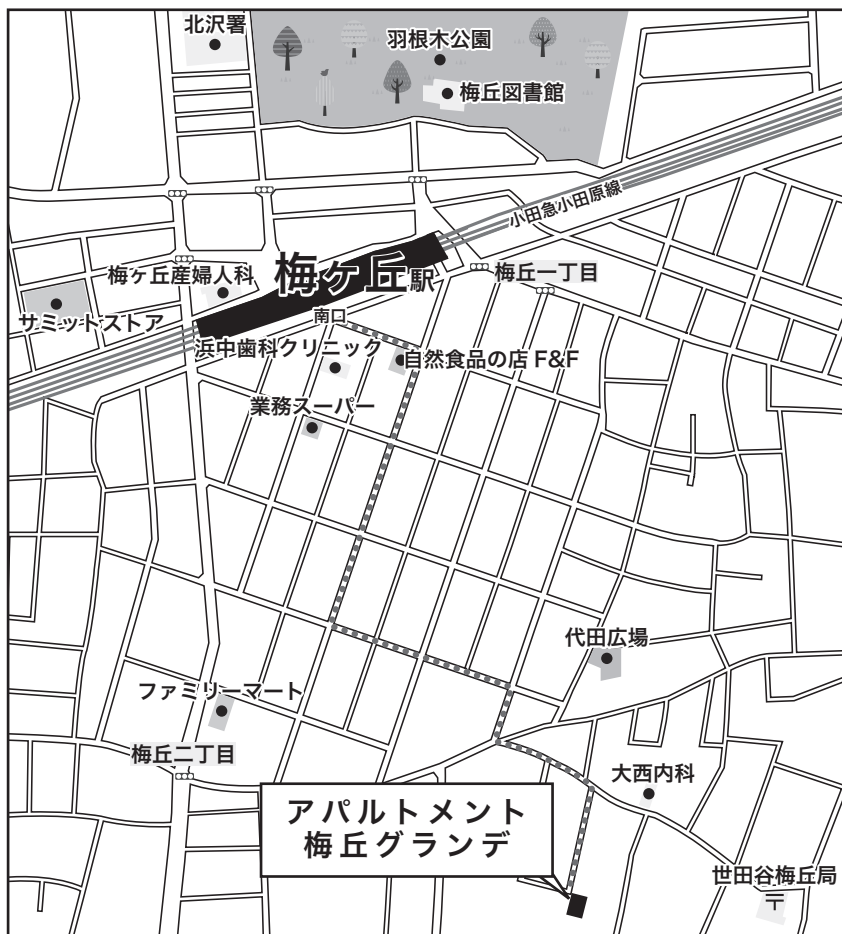 北沢署
羽根木公園
梅丘図書館
小田急小田原線
梅ヶ丘駅
梅丘一丁目
梅ヶ丘産婦人科
サミットストア
南口
浜中歯科クリニック
自然食品の店 F&F
業務スーパー
代田広場
ファミリーマート
梅丘二丁目
大西内科
アパルトメント
梅丘グランデ
世田谷梅丘局
〒